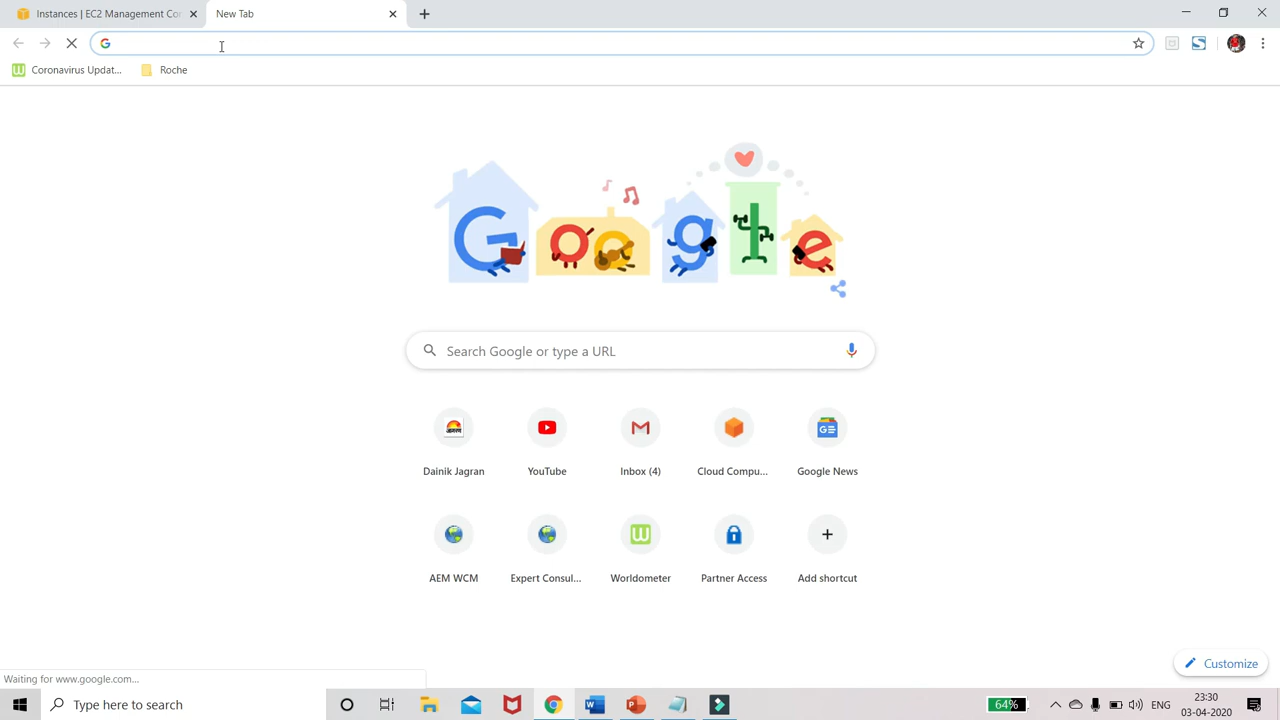 Instances | EC2 Management Co
New Tab
Coronavirus Updat...
Roche
Google
Search Google or type a URL
Dainik Jagran
YouTube
Inbox (4)
Cloud Compu...
Google News
AEM WCM
Expert Consul...
Worldometer
Partner Access
Add shortcut
Customize
Waiting for www.google.com...
Type here to search
64%
ENG
23:30
03-04-2020